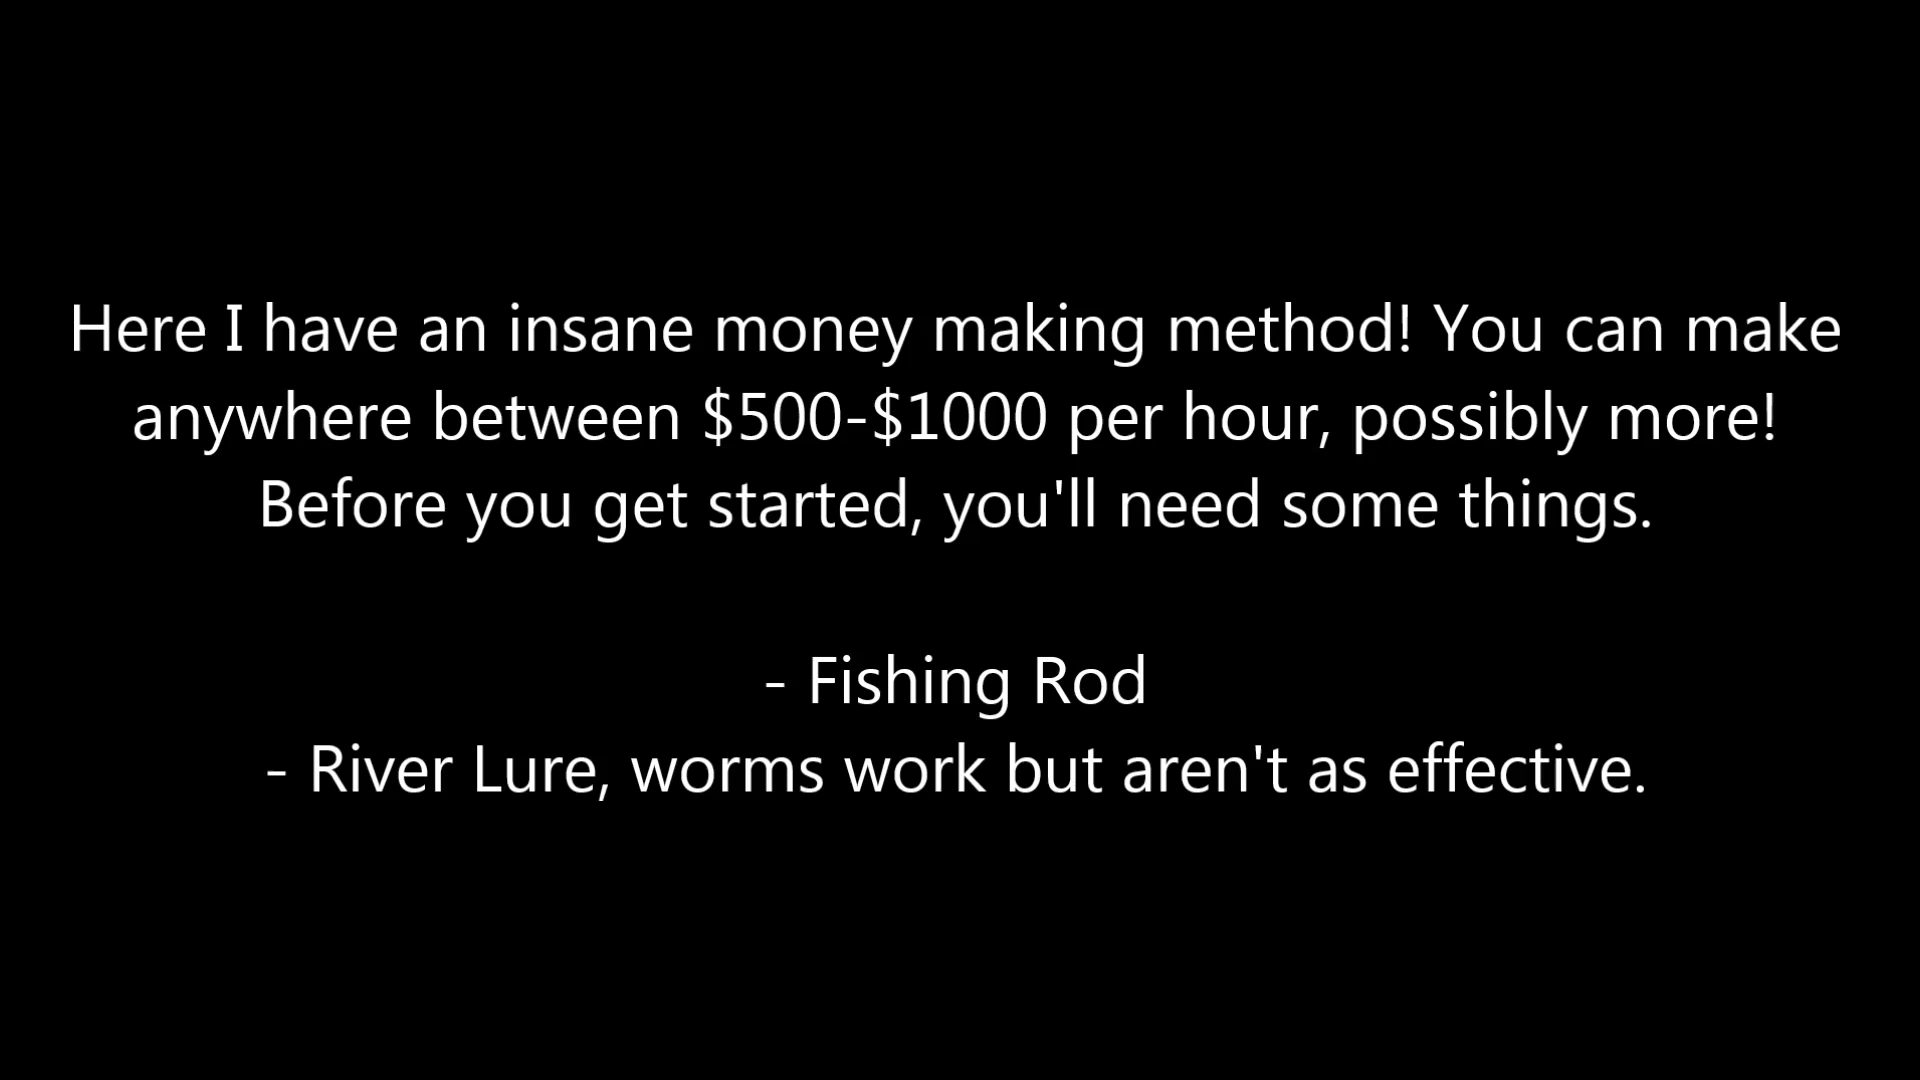 Here I have an insane money making method! You can make
anywhere between $500-$1000 per hour, possibly more!
Before you get started, you'll need some things.
- Fishing Rod
- River Lure, worms work but aren't as effective.